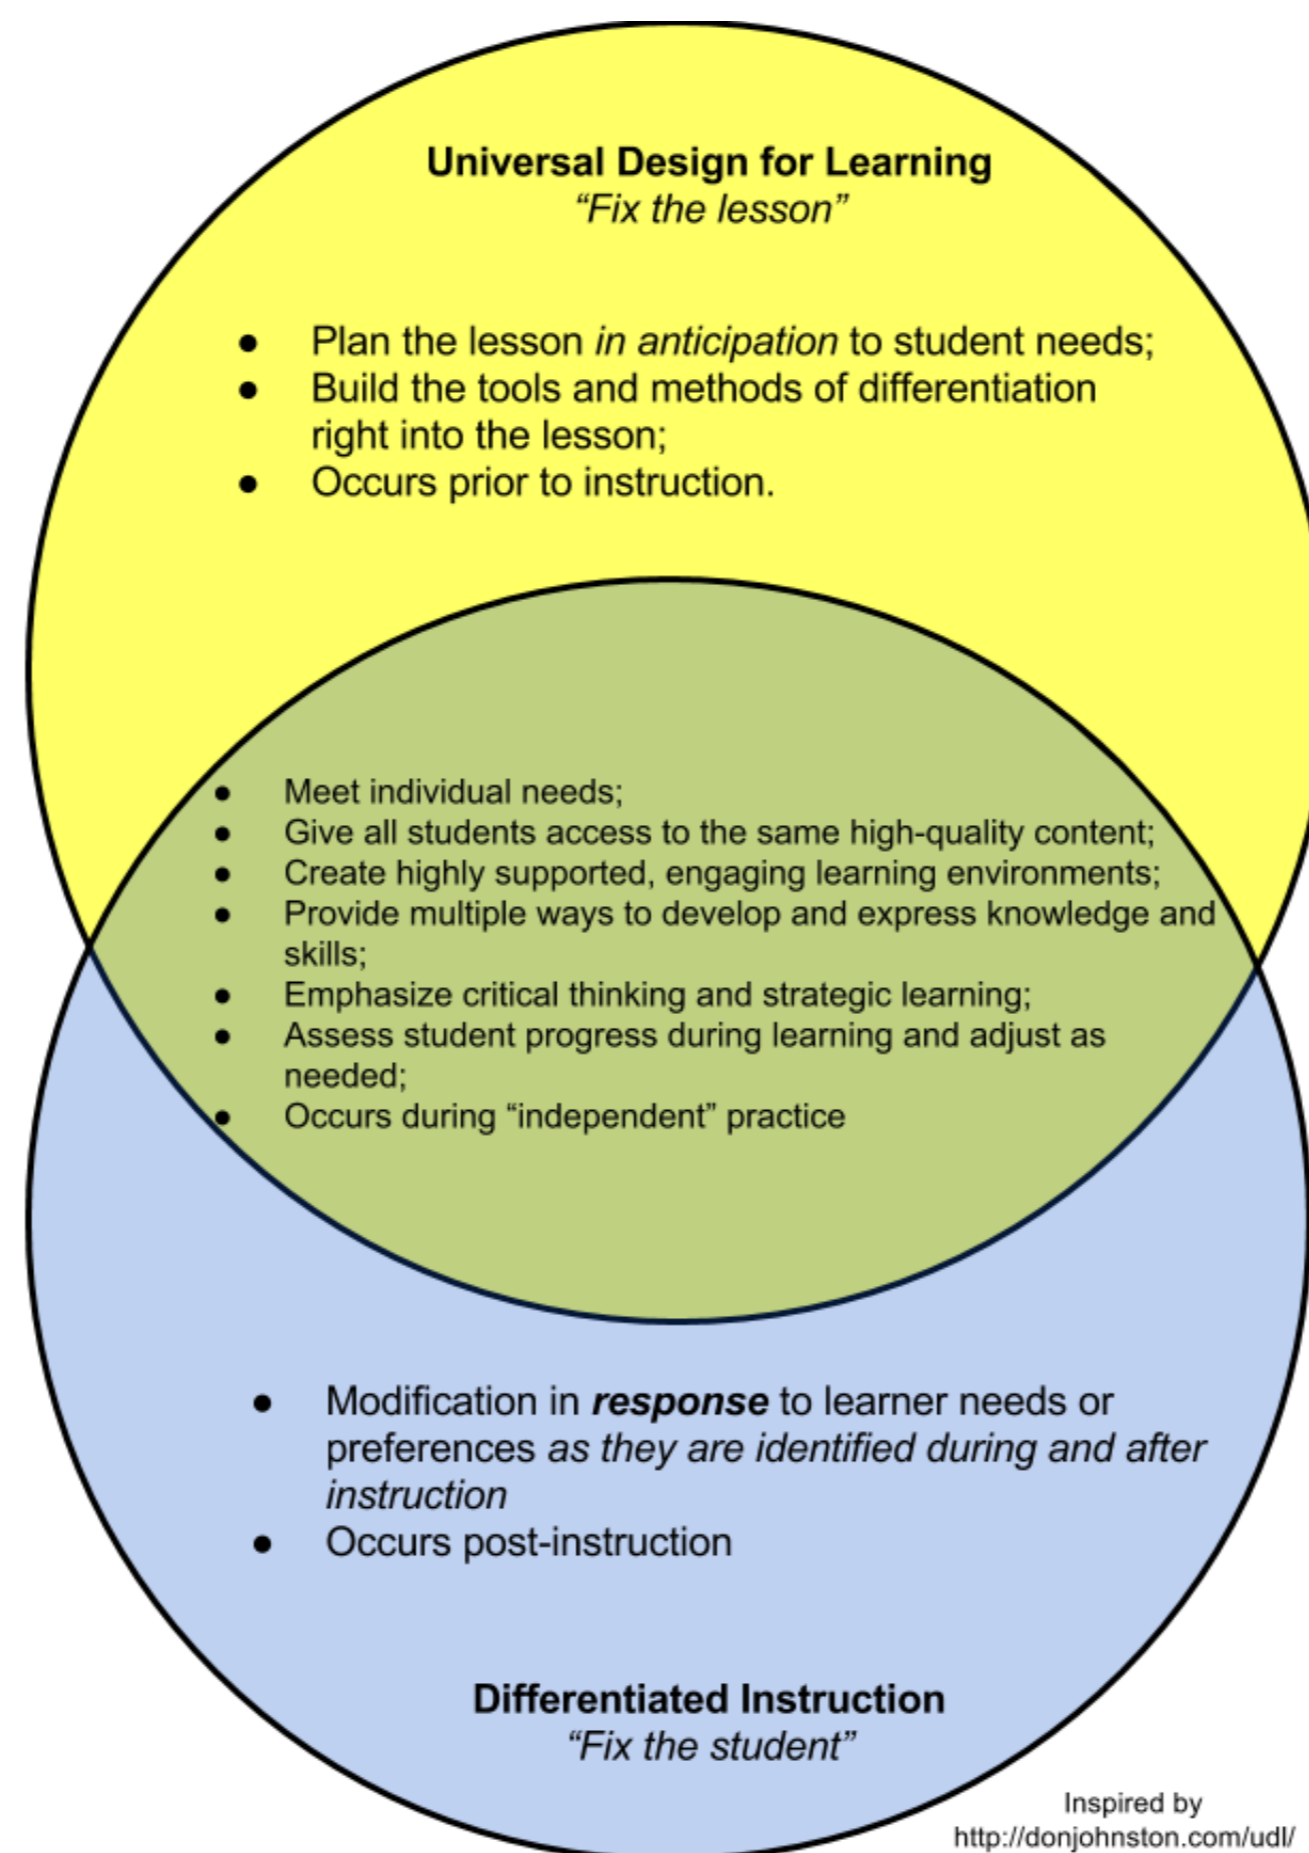 Universal Design for Learning
“Fix the lesson”
● Plan the lesson in anticipation to student needs;
● Build the tools and methods of differentiation
right into the lesson;
● Occurs prior to instruction.
● Meet individual needs;
● Give all students access to the same high-quality content;
● Create highly supported, engaging learning environments;
● Provide multiple ways to develop and express knowledge and
skills;
● Emphasize critical thinking and strategic learning;
● Assess student progress during learning and adjust as
needed;
● Occurs during “independent” practice
● Modification in response to learner needs or
preferences as they are identified during and after
instruction
● Occurs post-instruction
Differentiated Instruction
“Fix the student”
Inspired by
http://donjohnston.com/udl/